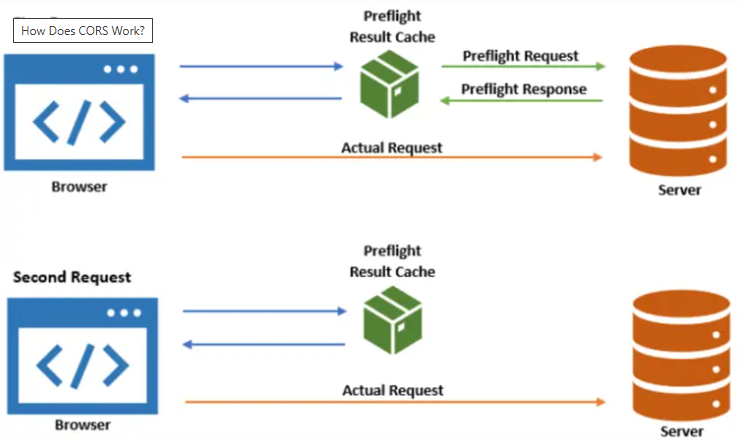 How Does CORS Work?
Preflight
Result Cache
Preflight Request
Preflight Response
Actual Request
Browser
Server
Second Request
Preflight
Result Cache
Actual Request
Browser
Server